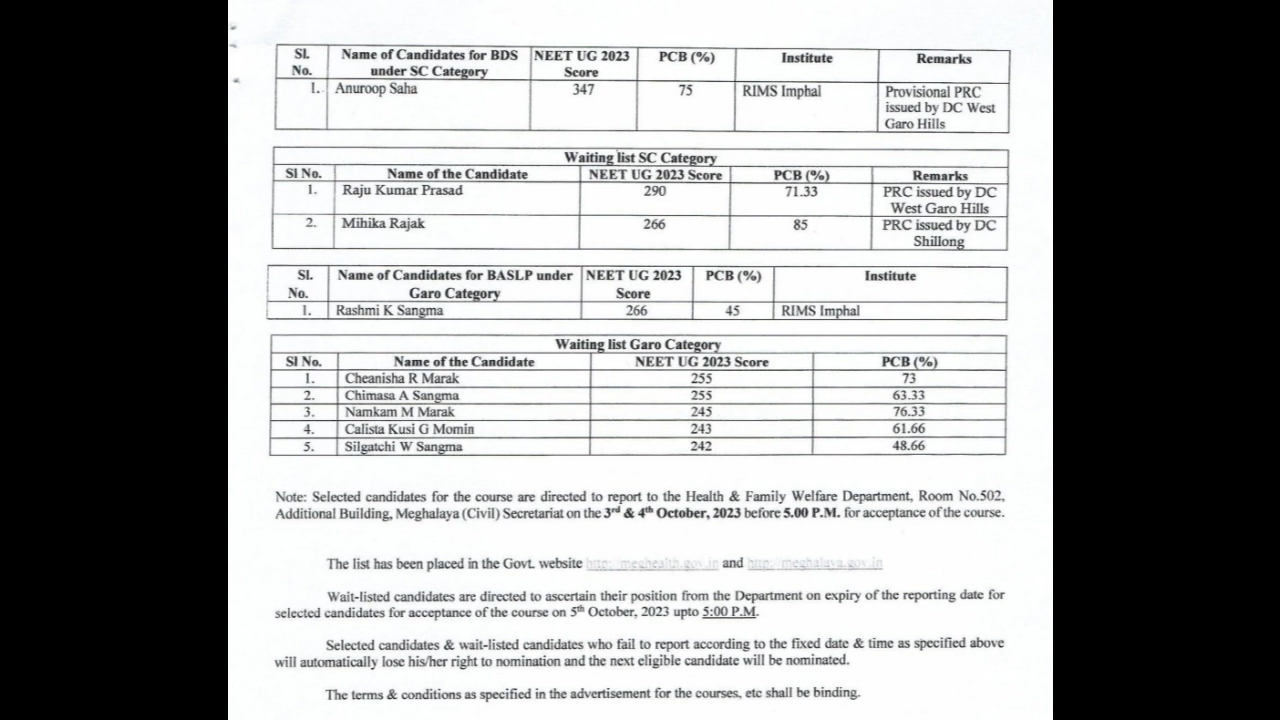 Sl. No. Name of Candidates for BDS under SC Category NEET UG 2023 Score PCB (%) Institute Remarks
1. Anuroop Saha 347 75 RIMS Imphal Provisional PRC issued by DC West Garo Hills
Waiting list SC Category
Sl No. Name of the Candidate NEET UG 2023 Score PCB (%) Remarks
1. Raju Kumar Prasad 290 71.33 PRC issued by DC West Garo Hills
2. Mihika Rajak 266 85 PRC issued by DC Shillong
Sl. No. Name of Candidates for BASLP under Garo Category NEET UG 2023 Score PCB (%) Institute
1. Rashmi K Sangma 266 45 RIMS Imphal
Waiting list Garo Category
Sl No. Name of the Candidate NEET UG 2023 Score PCB (%)
1. Cheanisha R Marak 255 73
2. Chimasa A Sangma 255 63.33
3. Namkam M Marak 245 76.33
4. Calista Kusi G Momin 243 61.66
5. Silgatchi W Sangma 242 48.66
Note: Selected candidates for the course are directed to report to the Health & Family Welfare Department, Room No.502,
Additional Building, Meghalaya (Civil) Secretariat on the 3rd & 4th October, 2023 before 5.00 P.M. for acceptance of the course.
The list has been placed in the Govt. website http://meghealth.gov.in and http://meghalaya.gov.in
Wait-listed candidates are directed to ascertain their position from the Department on expiry of the reporting date for
selected candidates for acceptance of the course on 5th October, 2023 upto 5:00 P.M.
Selected candidates & wait-listed candidates who fail to report according to the fixed date & time as specified above
will automatically lose his/her right to nomination and the next eligible candidate will be nominated.
The terms & conditions as specified in the advertisement for the courses, etc shall be binding.